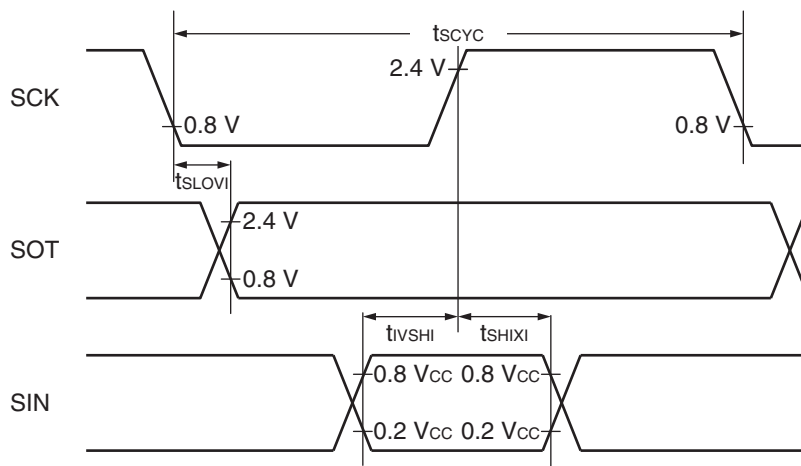 tSCYC
SCK
2.4 V
0.8 V
0.8 V
tSLOVI
SOT
2.4 V
0.8 V
tIVSHI
tSHIXI
SIN
0.8 VCC
0.8 VCC
0.2 VCC
0.2 VCC